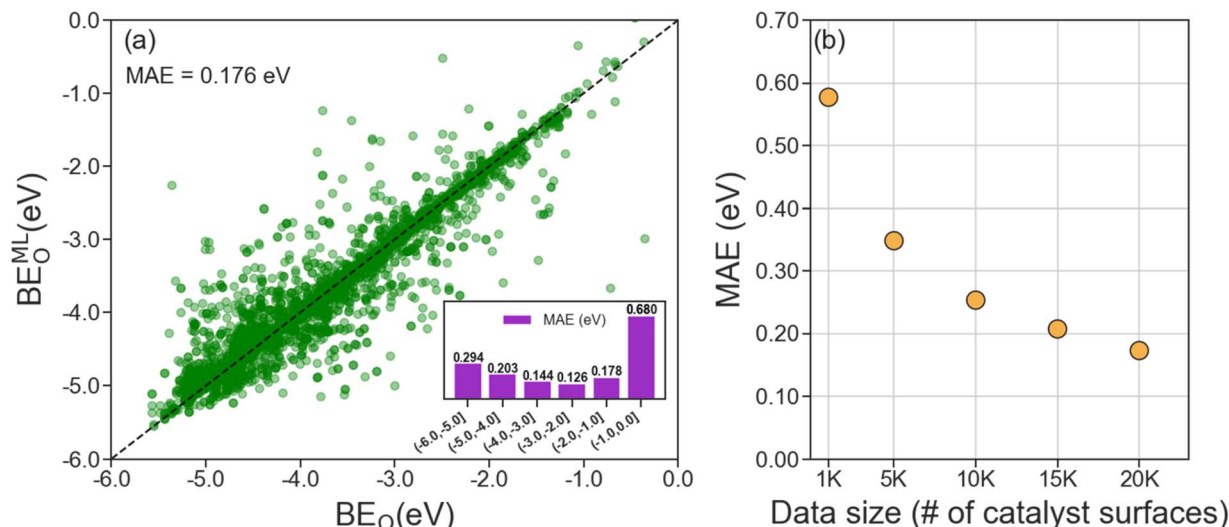 (a)
MAE = 0.176 eV
0.0
-1.0
-2.0
-3.0
-4.0
-5.0
-6.0
BE_O^ML(eV)
-6.0 -5.0 -4.0 -3.0 -2.0 -1.0 0.0
BE_O(eV)
MAE (eV)
0.294 0.203 0.144 0.126 0.178 0.680
(-6.0,-5.0] (-5.0,-4.0] (-4.0,-3.0] (-3.0,-2.0] (-2.0,-1.0] (-1.0,0.0]
(b)
0.70
0.60
0.50
0.40
0.30
0.20
0.10
0.00
MAE (eV)
1K 5K 10K 15K 20K
Data size (# of catalyst surfaces)